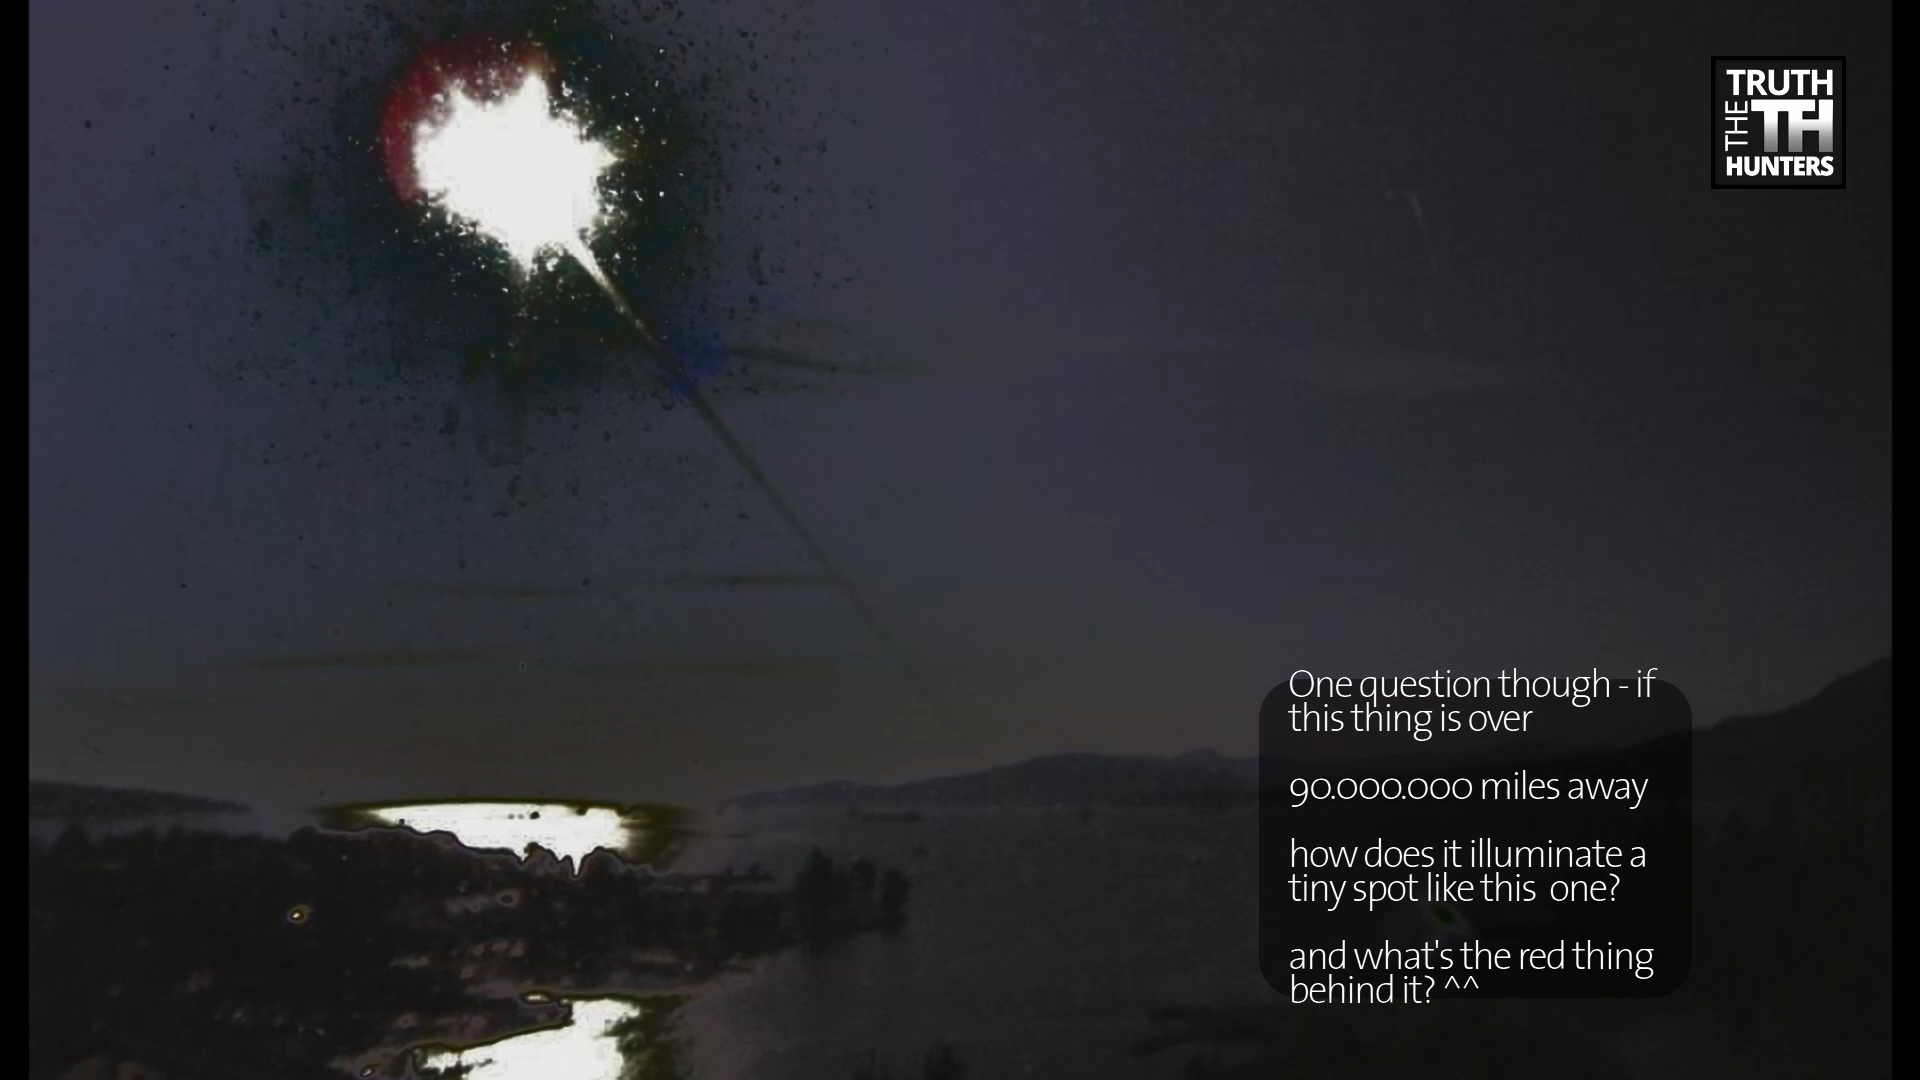 TRUTH
THE
TH
HUNTERS
One question though - if
this thing is over
90.000.000 miles away
how does it illuminate a
tiny spot like this one?
and what's the red thing
behind it? ^^